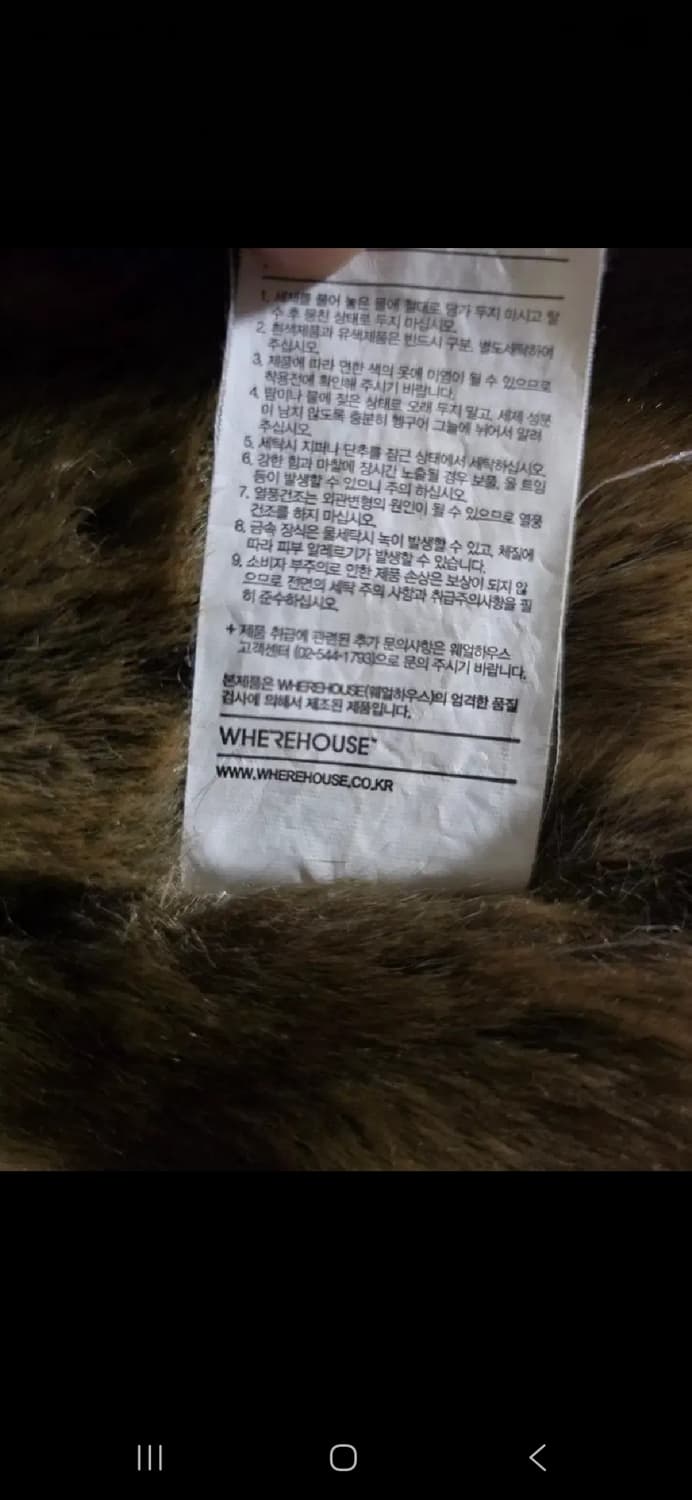 1. 세제를 풀어 놓은 물에 절대로 담가 두지 마시고 탈
수 후 뭉친 상태로 두지 마십시오.
2. 흰색제품과 유색제품은 반드시 구분, 별도세탁하여
주십시오.
3. 제품에 따라 연한 색의 옷에 이염이 될 수 있으므로
착용전에 확인해 주시기 바랍니다.
4. 땀이나 물에 젖은 상태로 오래 두지 말고, 세제 성분
이 남지 않도록 충분히 헹구어 그늘에 뉘어서 말려
주십시오.
5. 세탁시 지퍼나 단추를 잠근 상태에서 세탁하십시오.
6. 강한 힘과 마찰에 장시간 노출될 경우 보풀, 올 트임
등이 발생할 수 있으니 주의 하십시오.
7. 열풍건조는 외관변형의 원인이 될 수 있으므로 열풍
건조를 하지 마십시오.
8. 금속 장식은 물세탁시 녹이 발생할 수 있고, 체질에
따라 피부 알레르기가 발생할 수 있습니다.
9. 소비자 부주의로 인한 제품 손상은 보상이 되지 않
으므로 전면의 세탁 주의 사항과 취급주의사항을 필
히 준수하십시오.
+ 제품 취급에 관련된 추가 문의사항은 웨얼하우스
고객센터 (02-544-1793)으로 문의 주시기 바랍니다.
본제품은 WHEREHOUSE(웨얼하우스)의 엄격한 품질
검사에 의해서 제조된 제품입니다.
WHEREHOUSE™
WWW.WHEREHOUSE.CO.KR